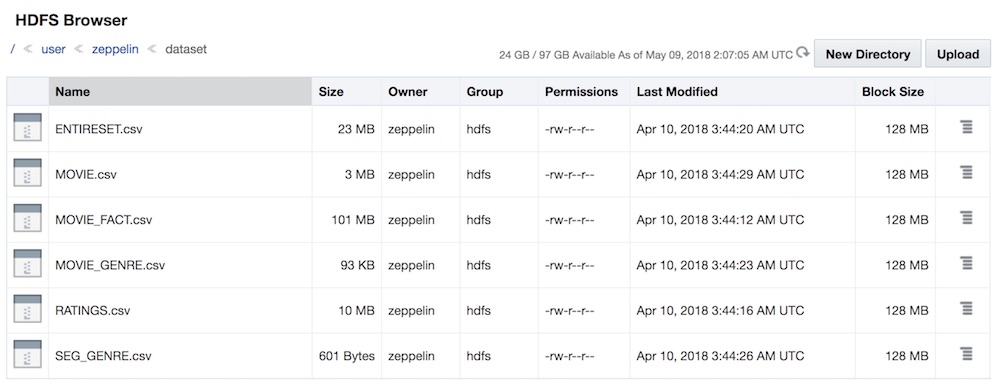 HDFS Browser
/ < user < zeppelin < dataset
24 GB / 97 GB Available As of May 09, 2018 2:07:05 AM UTC New Directory Upload
Name Size Owner Group Permissions Last Modified Block Size
ENTIRESET.csv 23 MB zeppelin hdfs -rw-r--r-- Apr 10, 2018 3:44:20 AM UTC 128 MB
MOVIE.csv 3 MB zeppelin hdfs -rw-r--r-- Apr 10, 2018 3:44:29 AM UTC 128 MB
MOVIE_FACT.csv 101 MB zeppelin hdfs -rw-r--r-- Apr 10, 2018 3:44:12 AM UTC 128 MB
MOVIE_GENRE.csv 93 KB zeppelin hdfs -rw-r--r-- Apr 10, 2018 3:44:23 AM UTC 128 MB
RATINGS.csv 10 MB zeppelin hdfs -rw-r--r-- Apr 10, 2018 3:44:16 AM UTC 128 MB
SEG_GENRE.csv 601 Bytes zeppelin hdfs -rw-r--r-- Apr 10, 2018 3:44:26 AM UTC 128 MB